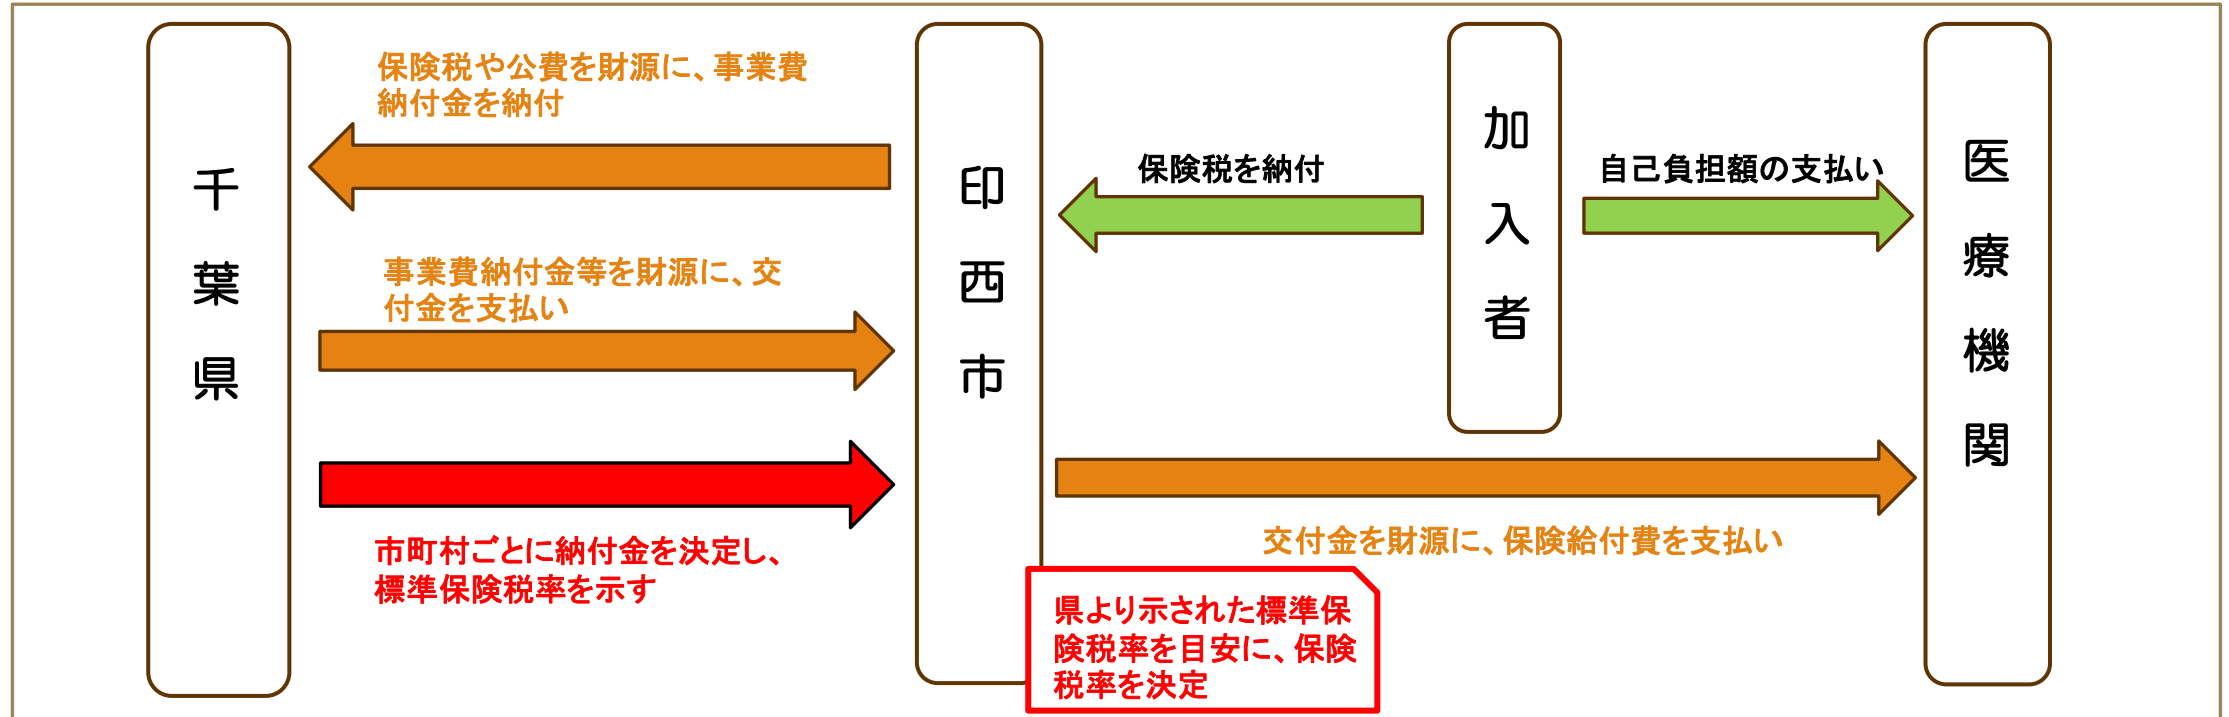 千葉県
保険税や公費を財源に、事業費
納付金を納付
事業費納付金等を財源に、交
付金を支払い
市町村ごとに納付金を決定し、
標準保険税率を示す
印西市
保険税を納付
加入者
自己負担額の支払い
医療機関
交付金を財源に、保険給付費を支払い
県より示された標準保
険税率を目安に、保険
税率を決定